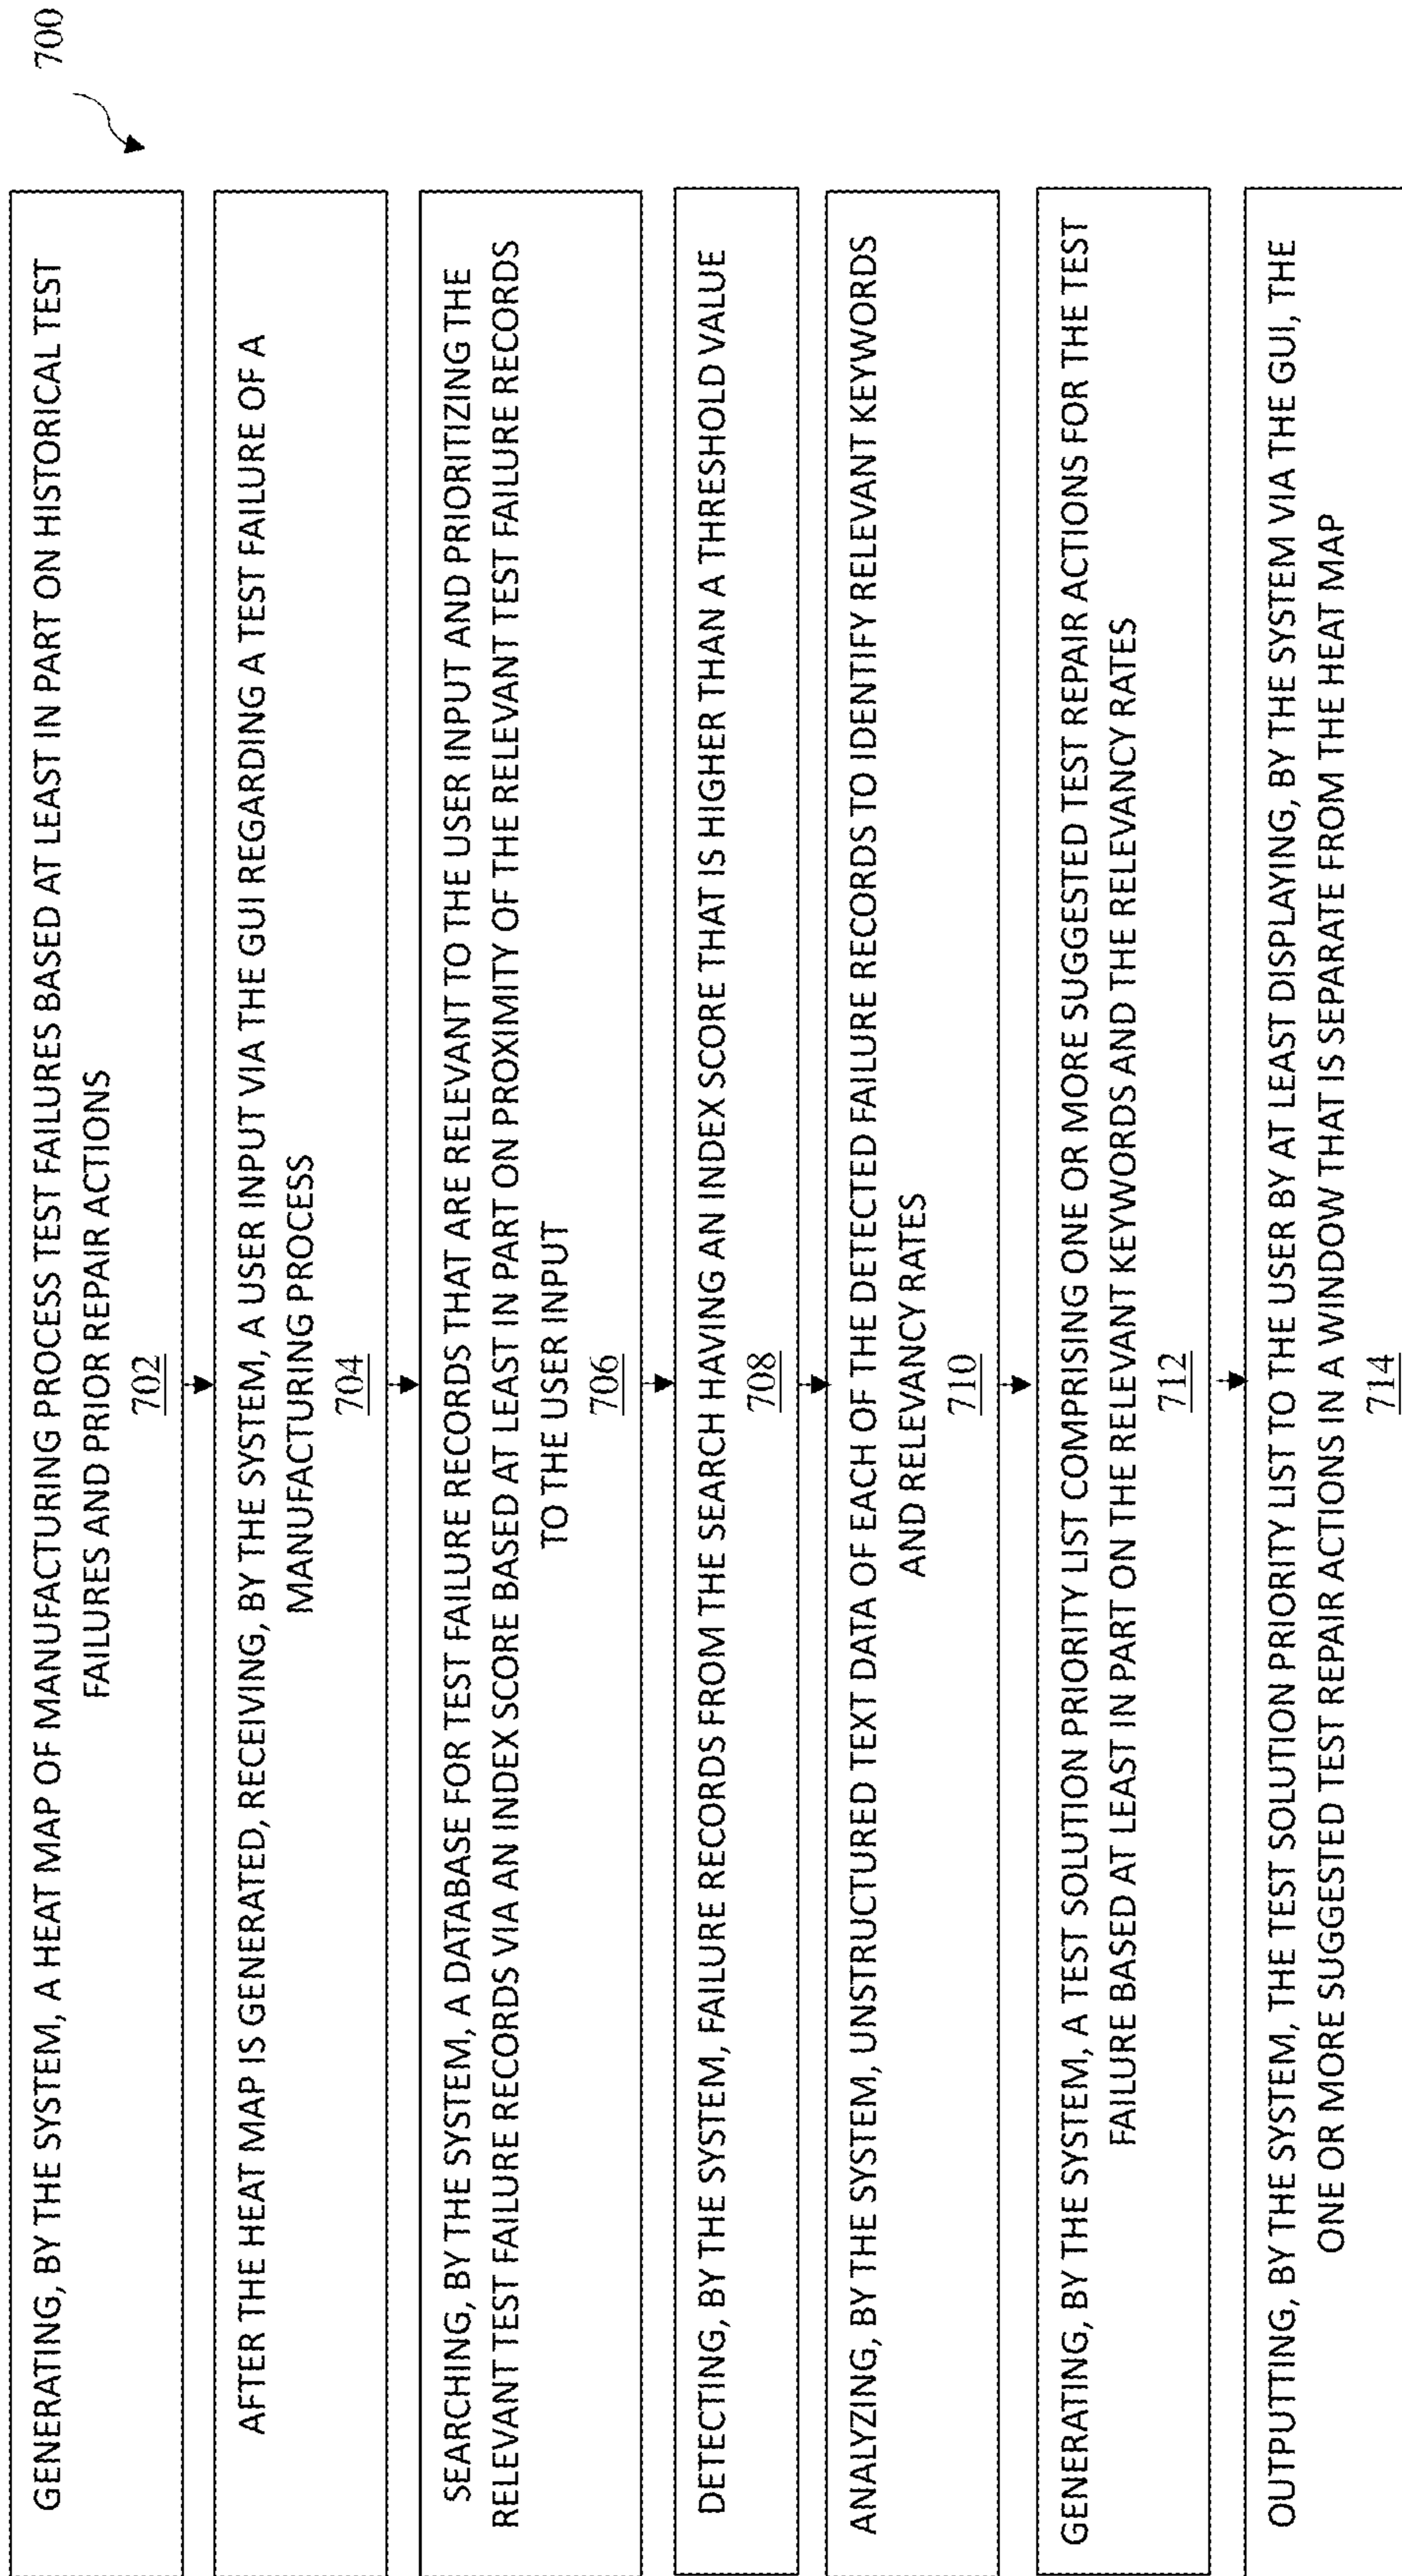 700
GENERATING, BY THE SYSTEM, A HEAT MAP OF MANUFACTURING PROCESS TEST FAILURES BASED AT LEAST IN PART ON HISTORICAL TEST
FAILURES AND PRIOR REPAIR ACTIONS
702
AFTER THE HEAT MAP IS GENERATED, RECEIVING, BY THE SYSTEM, A USER INPUT VIA THE GUI REGARDING A TEST FAILURE OF A
MANUFACTURING PROCESS
704
SEARCHING, BY THE SYSTEM, A DATABASE FOR TEST FAILURE RECORDS THAT ARE RELEVANT TO THE USER INPUT AND PRIORITIZING THE
RELEVANT TEST FAILURE RECORDS VIA AN INDEX SCORE BASED AT LEAST IN PART ON PROXIMITY OF THE RELEVANT TEST FAILURE RECORDS
TO THE USER INPUT
706
DETECTING, BY THE SYSTEM, FAILURE RECORDS FROM THE SEARCH HAVING AN INDEX SCORE THAT IS HIGHER THAN A THRESHOLD VALUE
708
ANALYZING, BY THE SYSTEM, UNSTRUCTURED TEXT DATA OF EACH OF THE DETECTED FAILURE RECORDS TO IDENTIFY RELEVANT KEYWORDS
AND RELEVANCY RATES
710
GENERATING, BY THE SYSTEM, A TEST SOLUTION PRIORITY LIST COMPRISING ONE OR MORE SUGGESTED TEST REPAIR ACTIONS FOR THE TEST
FAILURE BASED AT LEAST IN PART ON THE RELEVANT KEYWORDS AND THE RELEVANCY RATES
712
OUTPUTTING, BY THE SYSTEM, THE TEST SOLUTION PRIORITY LIST TO THE USER BY AT LEAST DISPLAYING, BY THE SYSTEM VIA THE GUI, THE
ONE OR MORE SUGGESTED TEST REPAIR ACTIONS IN A WINDOW THAT IS SEPARATE FROM THE HEAT MAP
714